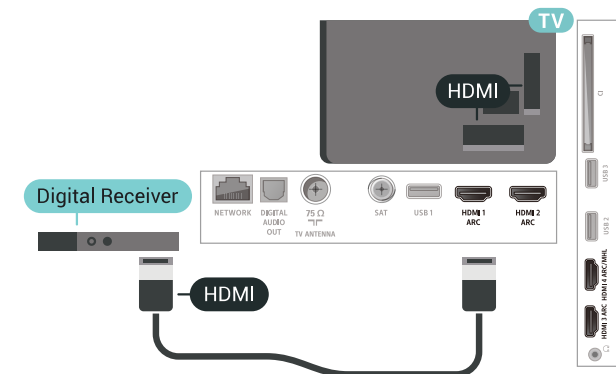 TV
HDMI
Digital Receiver
NETWORK
DIGITAL
AUDIO
OUT
75 Ω
TV ANTENNA
SAT
USB 1
HDMI 1
ARC
HDMI 2
ARC
HDMI
CI
USB 3
USB 2
HDMI 4 ARC/MHL
HDMI 3 ARC